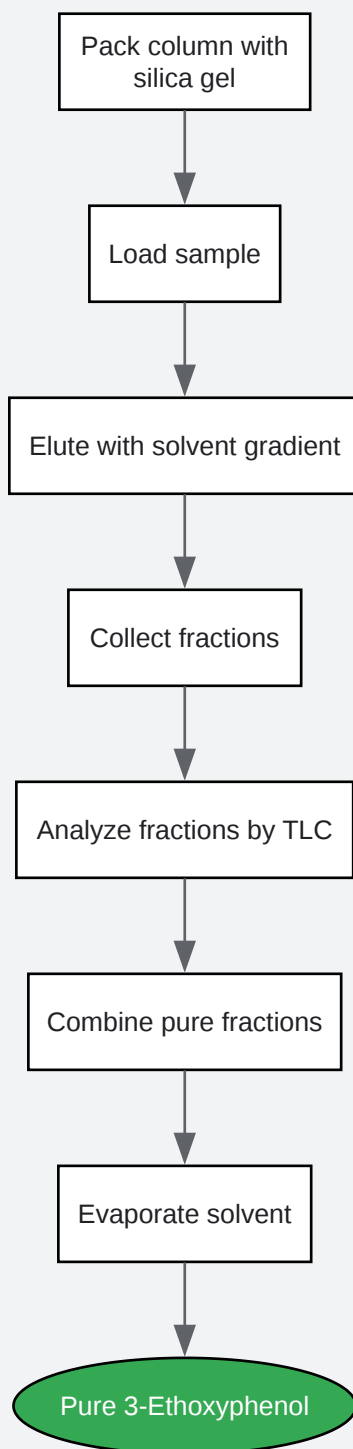 Pack column with
silica gel
Load sample
Elute with solvent gradient
Collect fractions
Analyze fractions by TLC
Combine pure fractions
Evaporate solvent
Pure 3-Ethoxyphenol